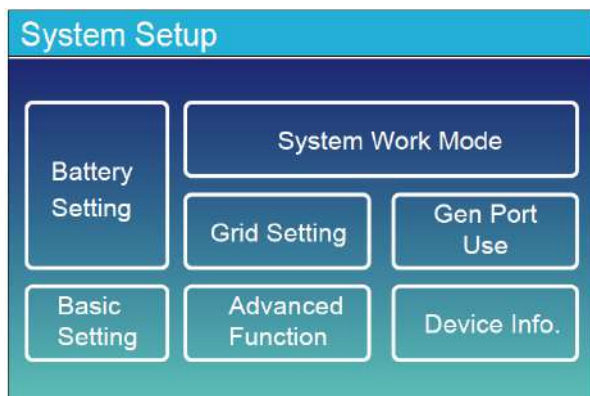 System Setup
Battery
Setting
System Work Mode
Grid Setting
Gen Port
Use
Basic
Setting
Advanced
Function
Device Info.